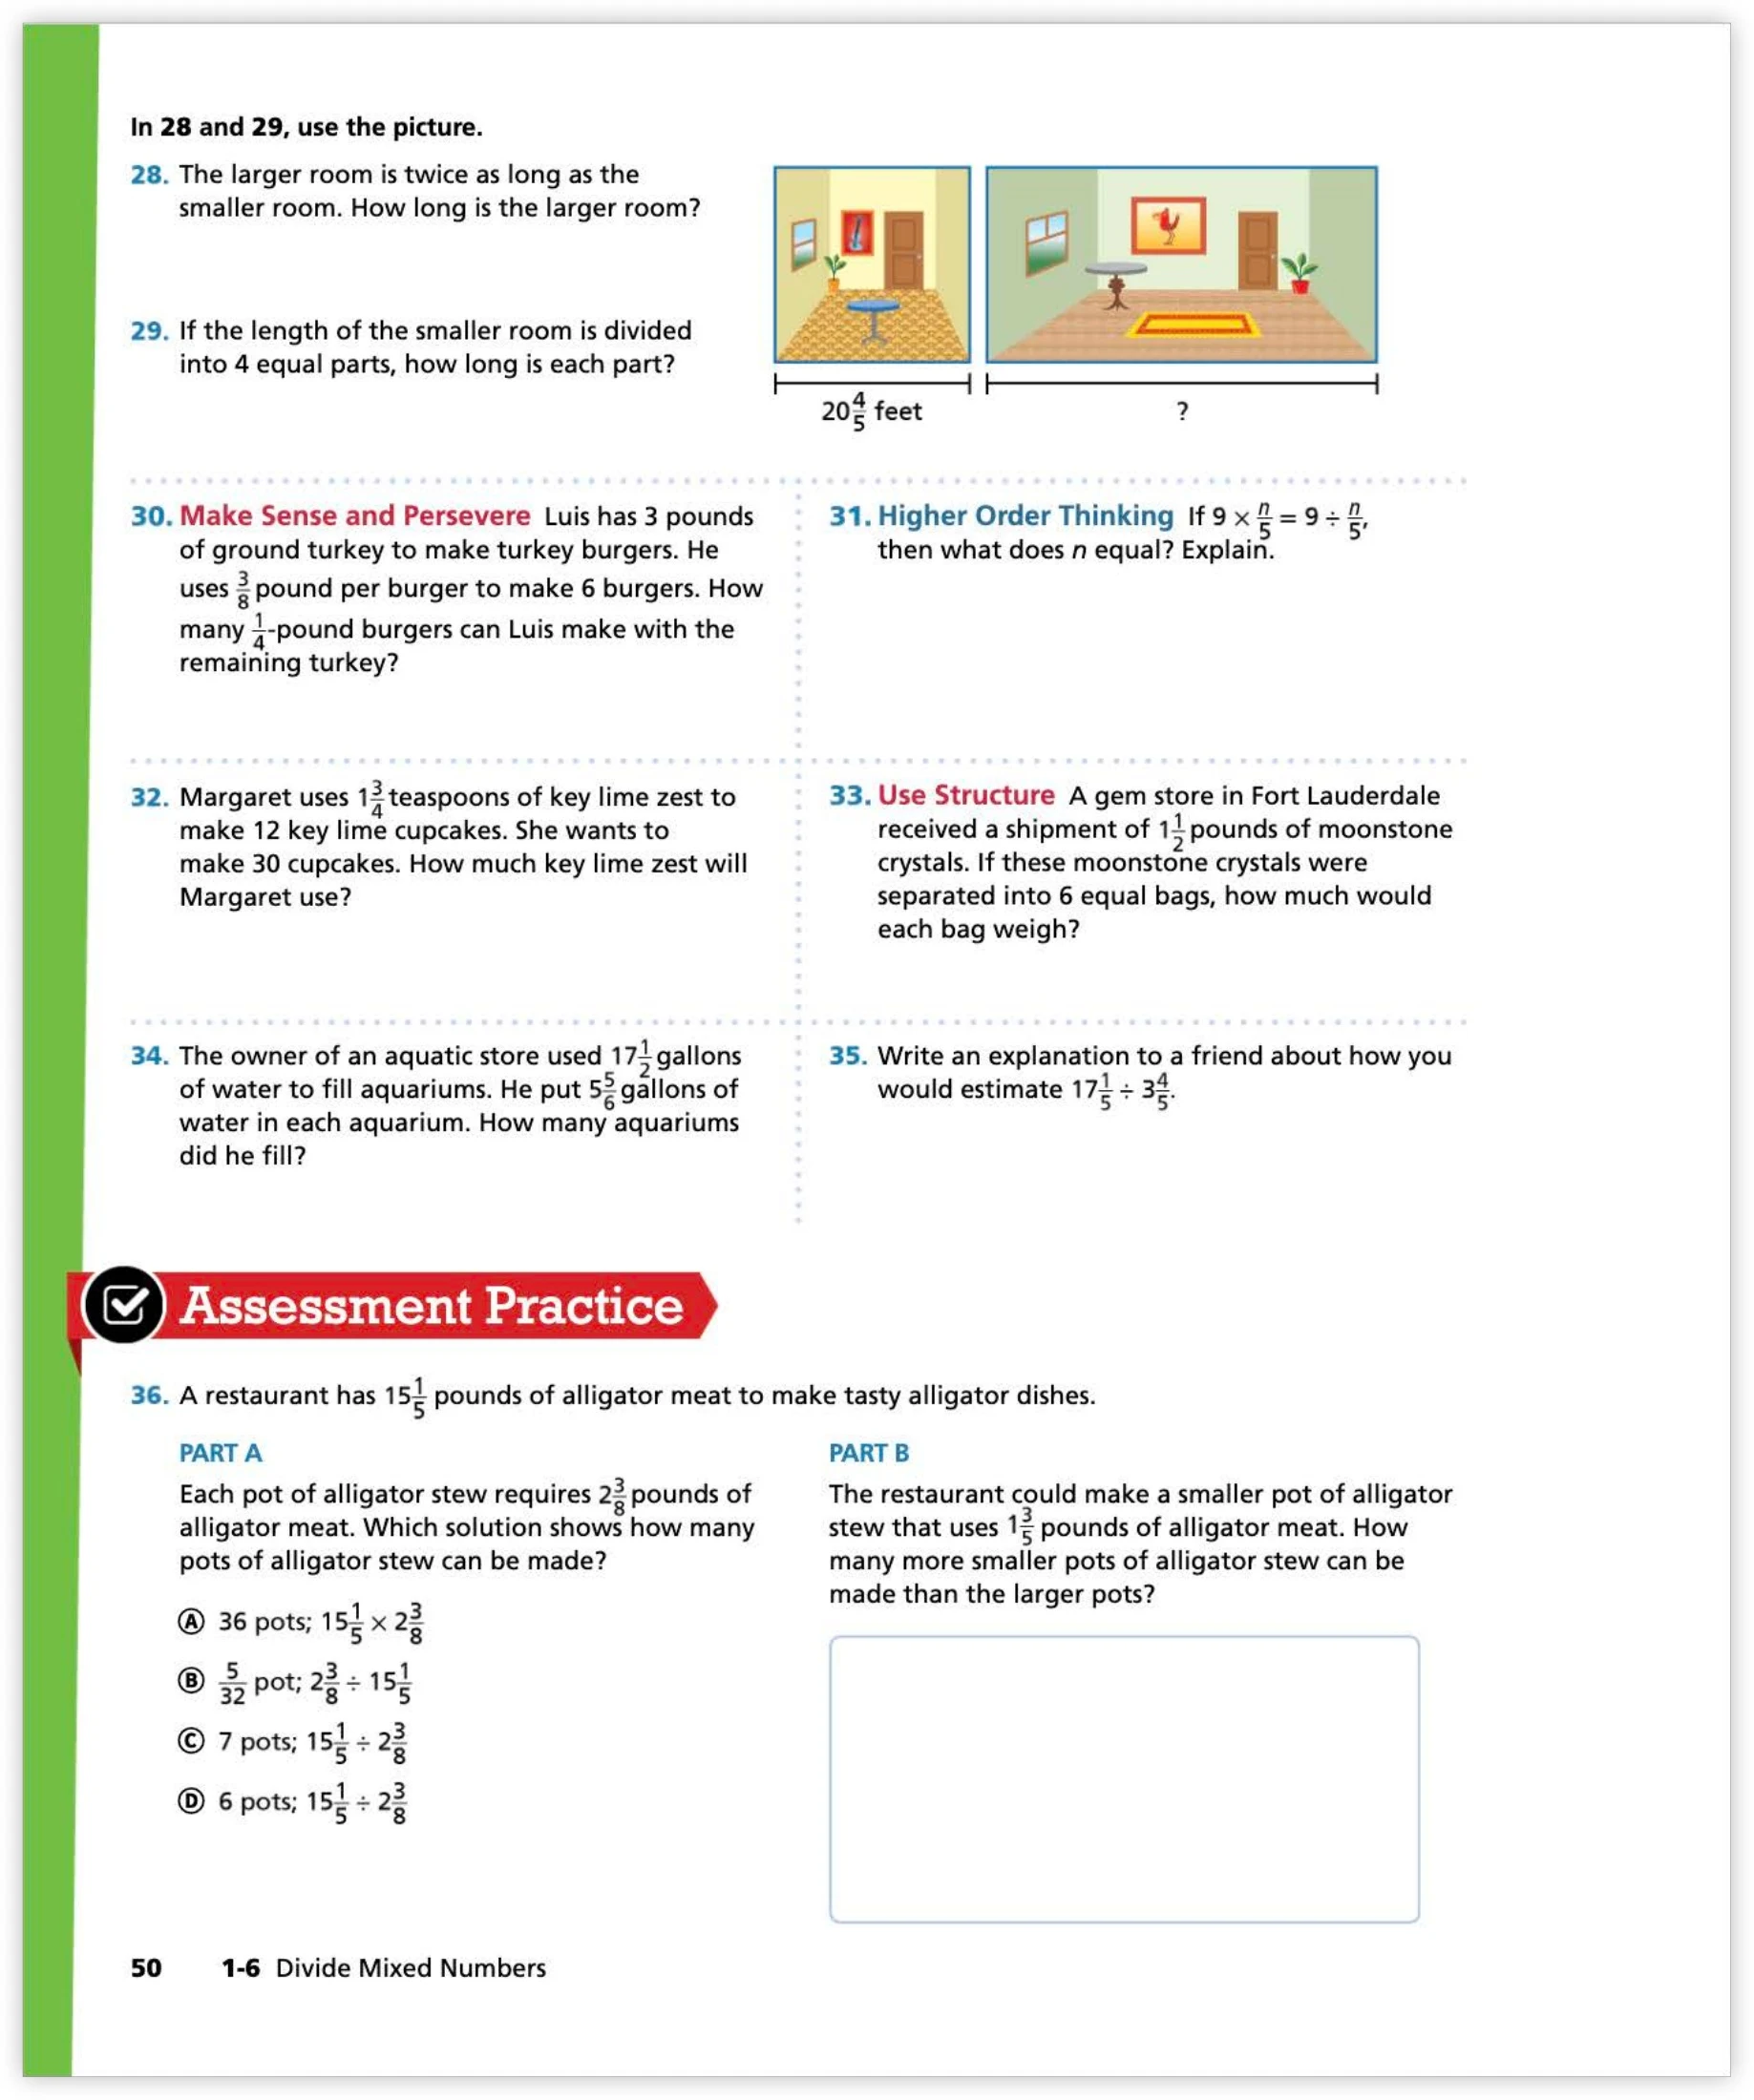 In 28 and 29, use the picture.
28. The larger room is twice as long as the
smaller room. How long is the larger room?
29. If the length of the smaller room is divided
into 4 equal parts, how long is each part?
20 4/5 feet
?
30. Make Sense and Persevere Luis has 3 pounds
of ground turkey to make turkey burgers. He
uses 3/8 pound per burger to make 6 burgers. How
many 1/4-pound burgers can Luis make with the
remaining turkey?
31. Higher Order Thinking If 9 × n/5 = 9 ÷ n/5,
then what does n equal? Explain.
32. Margaret uses 1 3/4 teaspoons of key lime zest to
make 12 key lime cupcakes. She wants to
make 30 cupcakes. How much key lime zest will
Margaret use?
33. Use Structure A gem store in Fort Lauderdale
received a shipment of 1 1/2 pounds of moonstone
crystals. If these moonstone crystals were
separated into 6 equal bags, how much would
each bag weigh?
34. The owner of an aquatic store used 17 1/2 gallons
of water to fill aquariums. He put 5 5/6 gallons of
water in each aquarium. How many aquariums
did he fill?
35. Write an explanation to a friend about how you
would estimate 17 1/5 ÷ 3 4/5.
Assessment Practice
36. A restaurant has 15 1/5 pounds of alligator meat to make tasty alligator dishes.
PART A
Each pot of alligator stew requires 2 3/8 pounds of
alligator meat. Which solution shows how many
pots of alligator stew can be made?
Ⓐ 36 pots; 15 1/5 × 2 3/8
Ⓑ 5/32 pot; 2 3/8 ÷ 15 1/5
Ⓒ 7 pots; 15 1/5 ÷ 2 3/8
Ⓓ 6 pots; 15 1/5 ÷ 2 3/8
PART B
The restaurant could make a smaller pot of alligator
stew that uses 1 3/5 pounds of alligator meat. How
many more smaller pots of alligator stew can be
made than the larger pots?
50 1-6 Divide Mixed Numbers